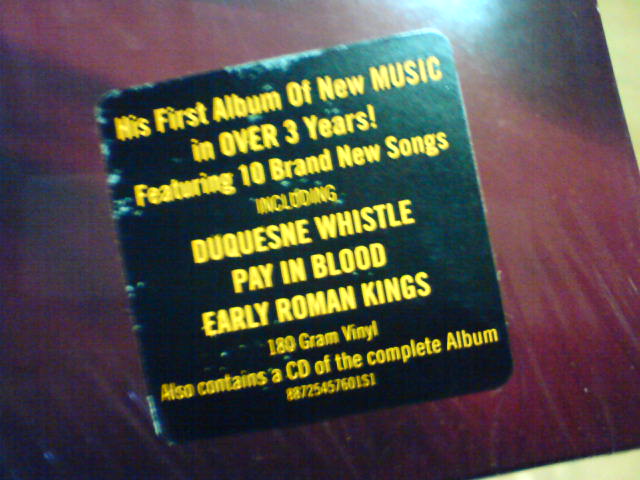 His First Album Of New MUSIC
in OVER 3 Years!
Featuring 10 Brand New Songs
INCLUDING
DUQUESNE WHISTLE
PAY IN BLOOD
EARLY ROMAN KINGS
180 Gram Vinyl
Also contains a CD of the complete Album
88725457601S1